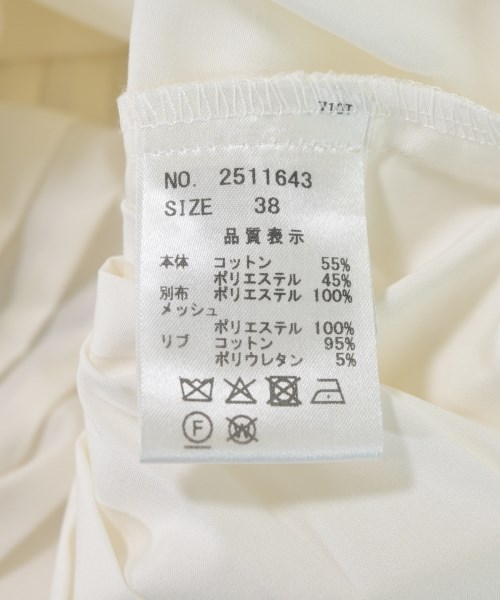 NO. 2511643
SIZE 38
品質表示
本体 コットン 55%
ポリエステル 45%
別布 ポリエステル 100%
メッシュ
ポリエステル 100%
リブ コットン 95%
ポリウレタン 5%
F
W